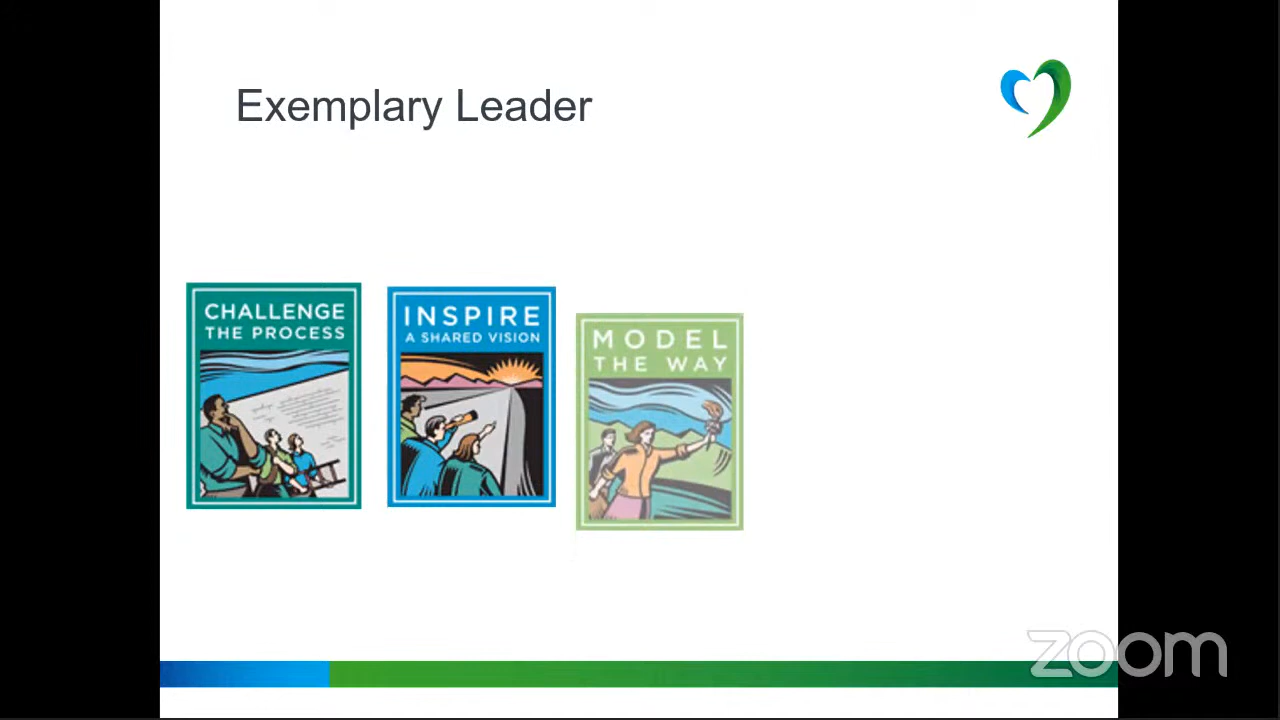 Exemplary Leader
CHALLENGE
THE PROCESS
INSPIRE
A SHARED VISION
MODEL
THE WAY
zoom